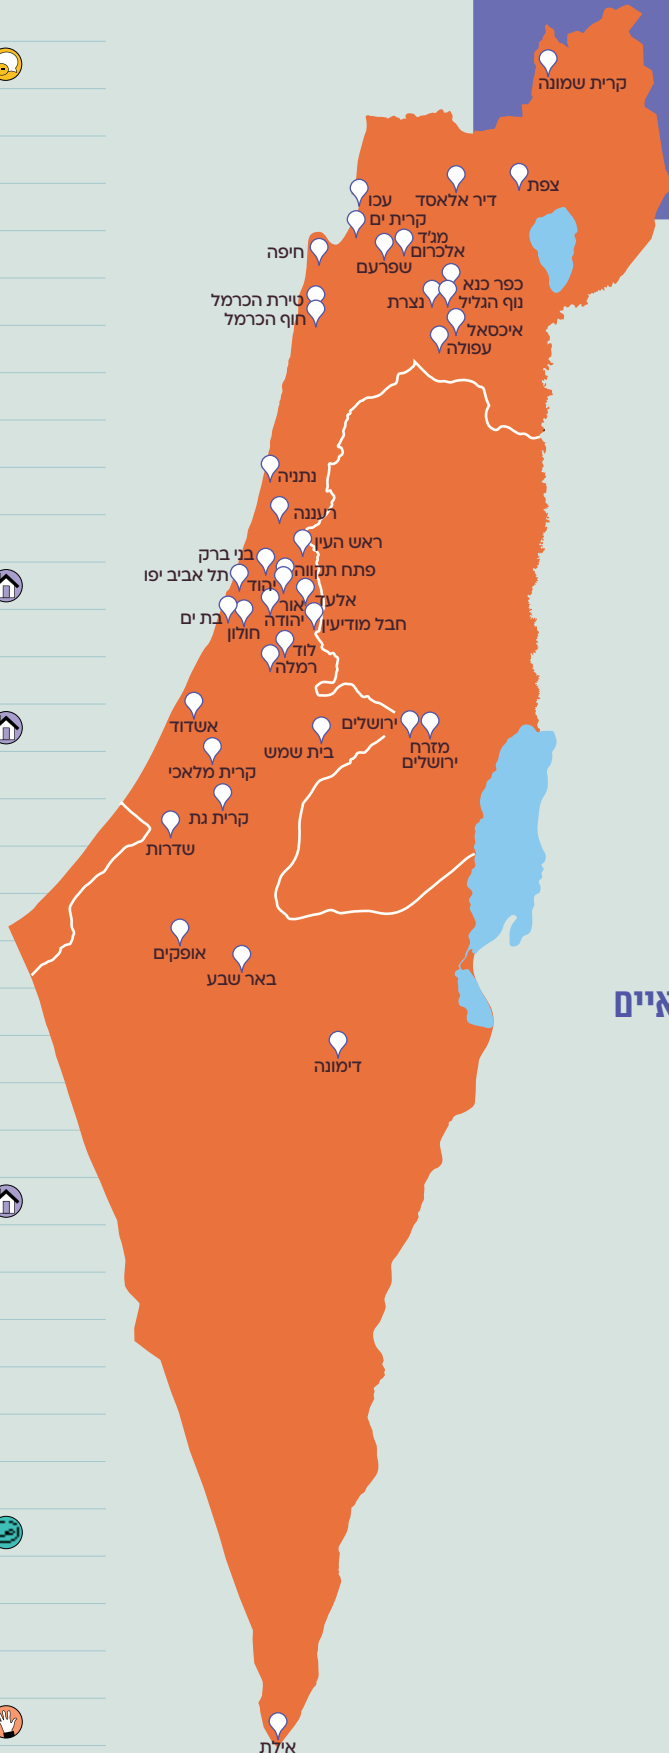 קרית שמונה
צפת
דיר אלאסד
עכו
קרית ים
מג'ד
אלכרום
שפרעם
חיפה
כפר כנא
נוף הגליל
נצרת
טירת הכרמל
חוף הכרמל
איכסאל
עפולה
נתניה
רעננה
ראש העין
בני ברק
פתח תקווה
תל אביב יפו
יהוד
אלעד
אור
יהודה
בת ים
חולון
חבל מודיעין
לוד
רמלה
ירושלים
מזרח
ירושלים
אשדוד
בית שמש
קרית מלאכי
קרית גת
שדרות
אופקים
באר שבע
איים
דימונה
אילת